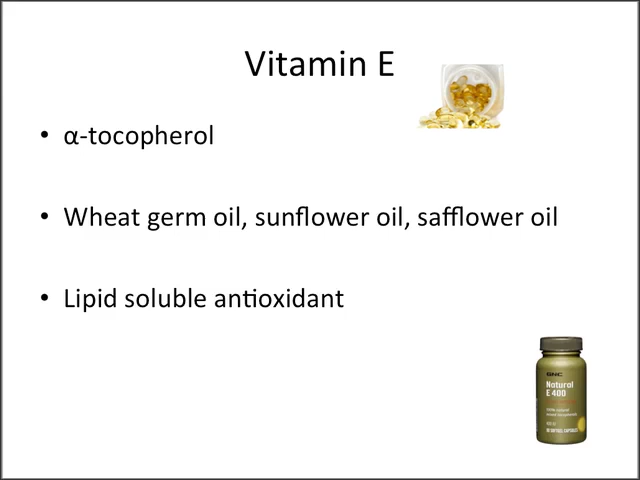 Vitamin E
• α-tocopherol
• Wheat germ oil, sunflower oil, safflower oil
• Lipid soluble antioxidant
GNC
Natural
E 400